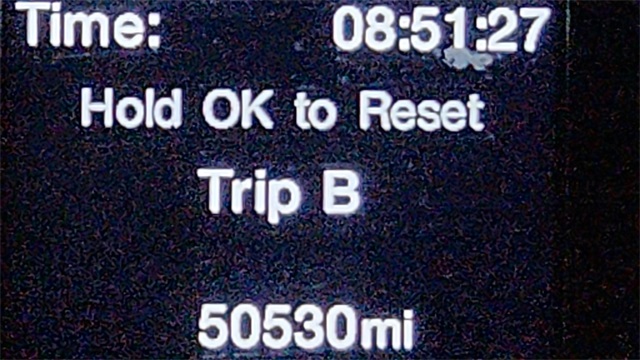 Time: 08:51:27
Hold OK to Reset
Trip B
50530mi